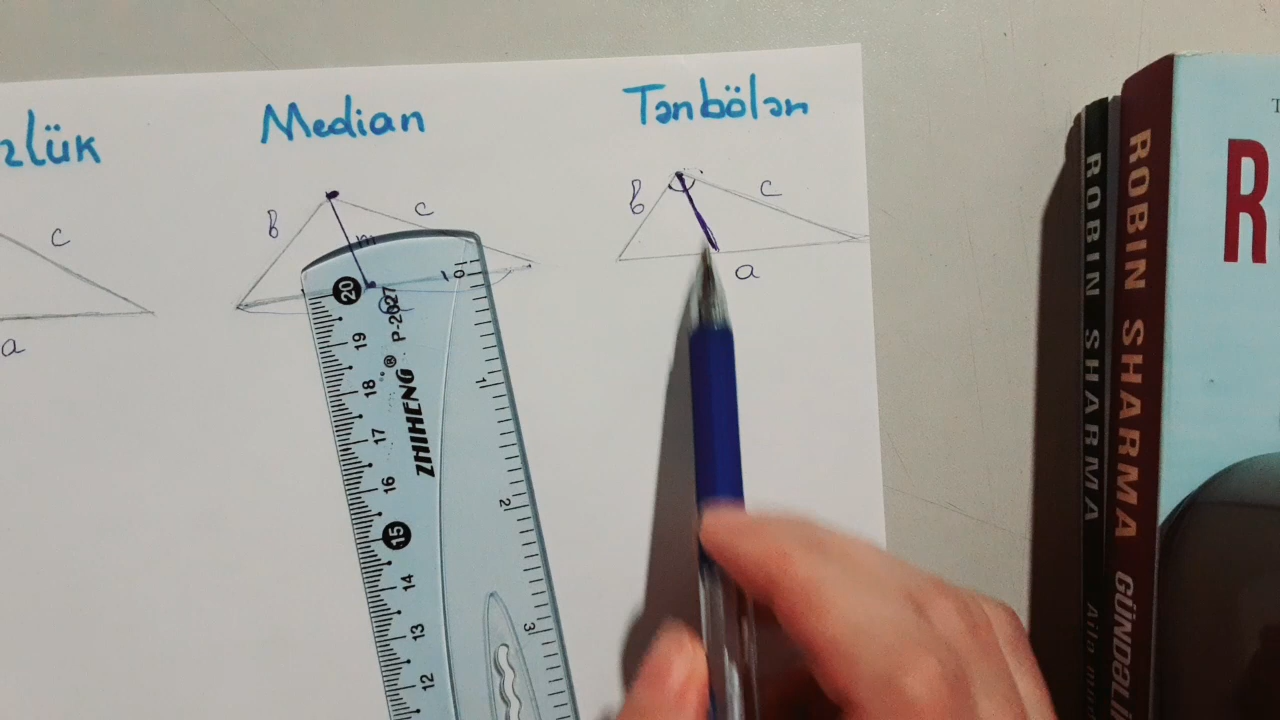 zlük
c
a
Median
b
c
m
Tənbölən
b
c
a
20
19
18
17
16
15
14
13
12
P-2027
ZHIHENG ®
0
1
2
3
ROBIN SHARMA
ROBIN SHARMA GÜNDƏLİ
R
T